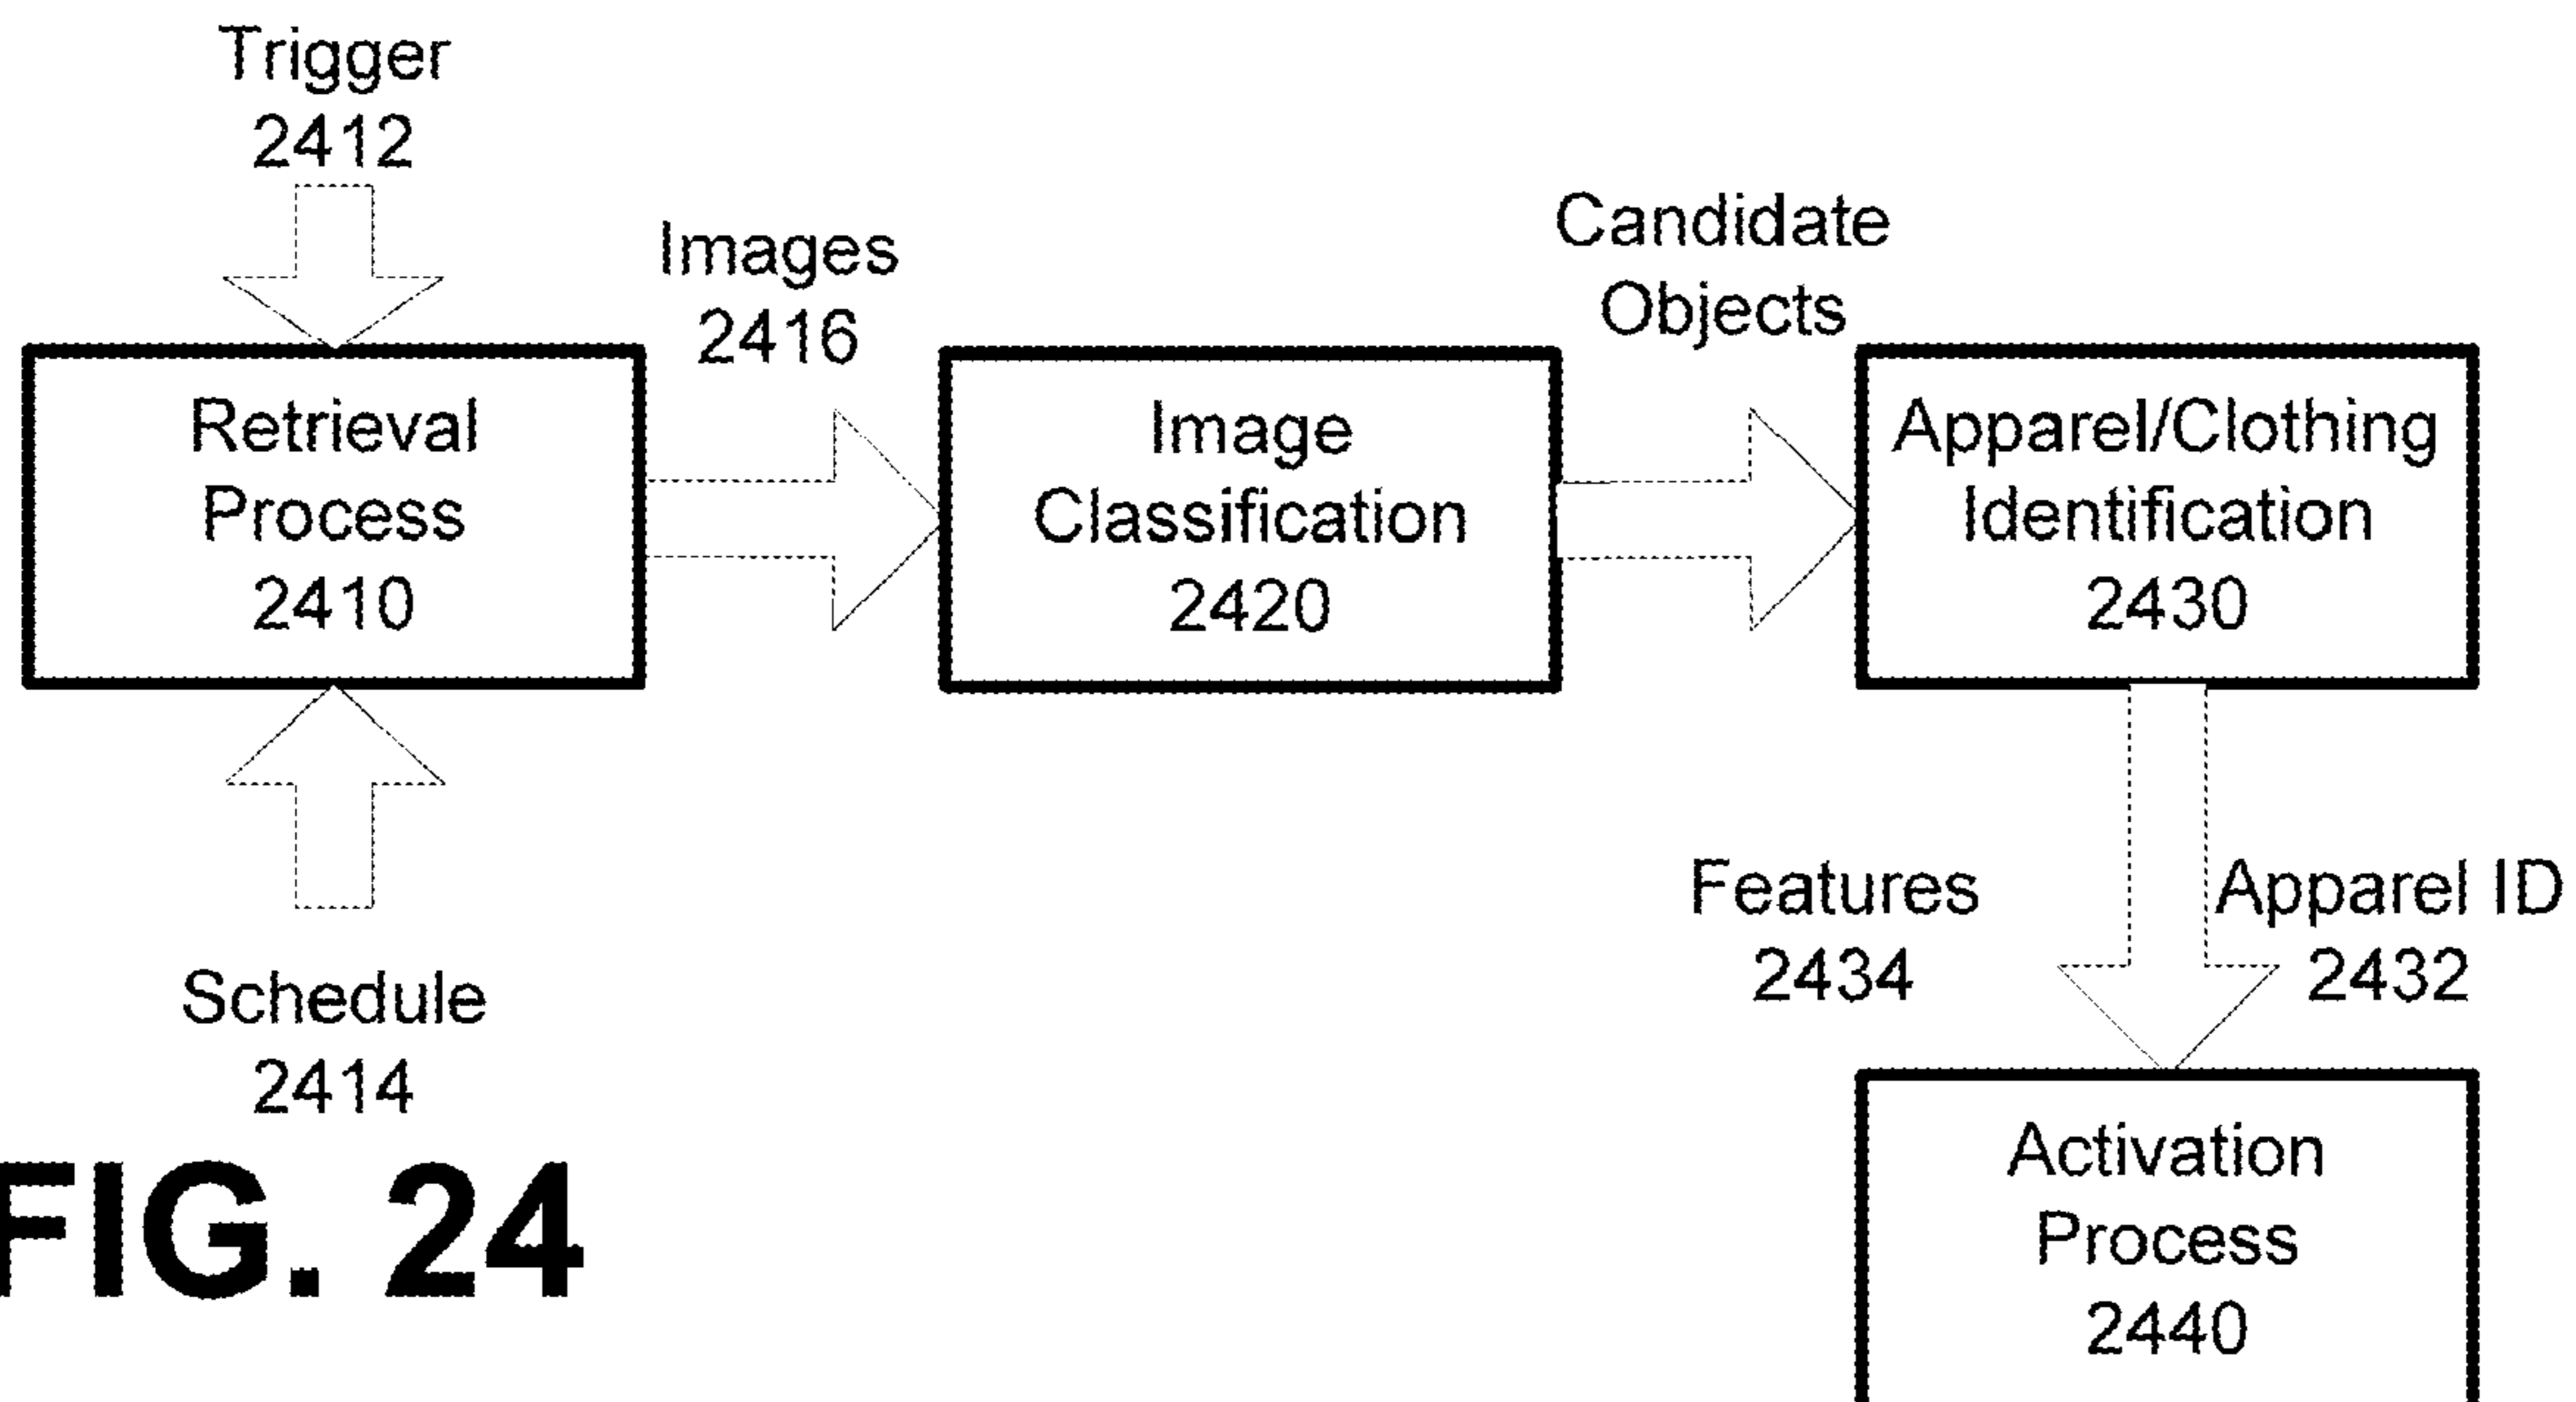 Trigger
2412
Images
2416
Candidate
Objects
Retrieval
Process
2410
Image
Classification
2420
Apparel/Clothing
Identification
2430
Features
2434
Apparel ID
2432
Schedule
2414
Activation
Process
2440
FIG. 24